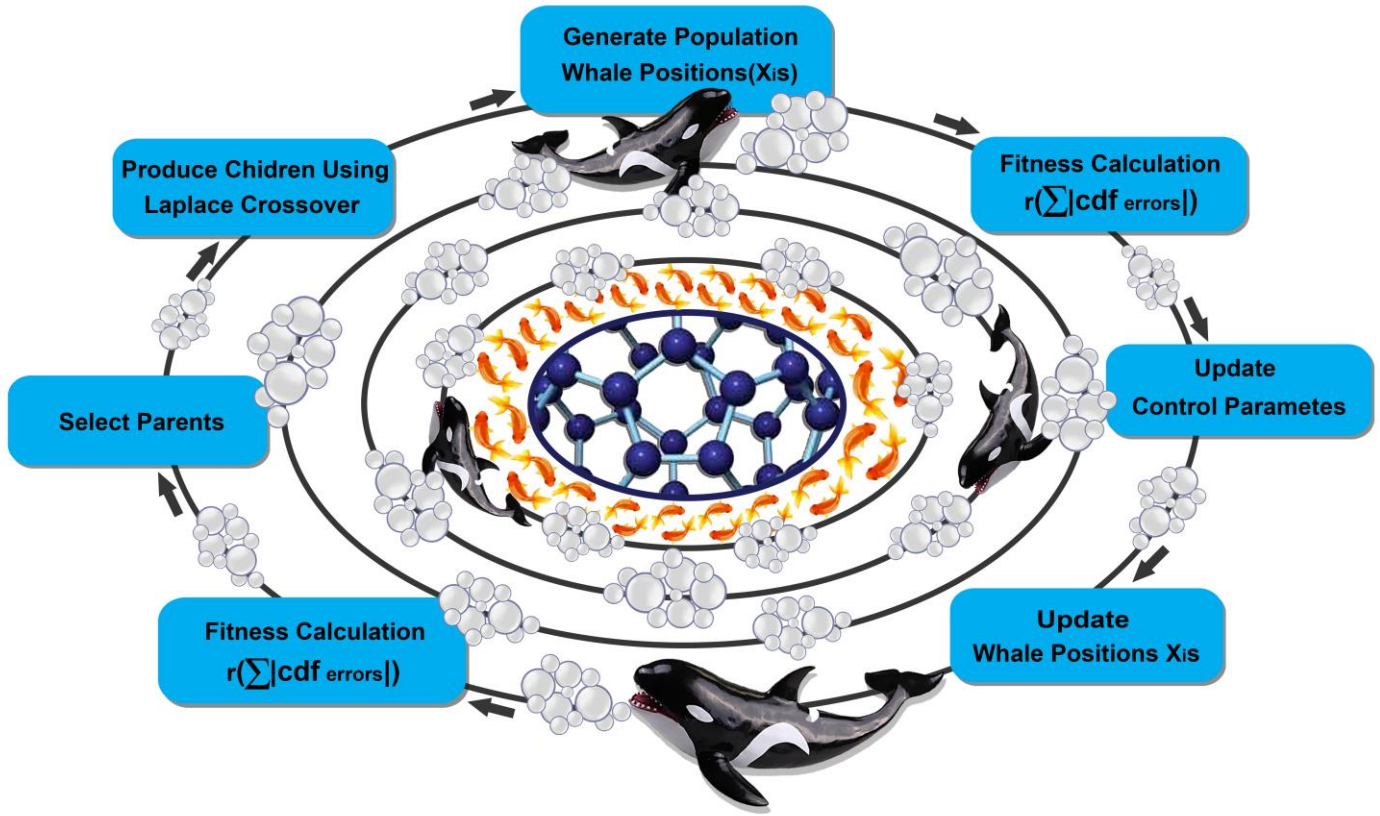 Generate Population
Whale Positions(Xis)
Fitness Calculation
r(∑|cdf errors|)
Update
Control Parametes
Update
Whale Positions Xis
Fitness Calculation
r(∑|cdf errors|)
Select Parents
Produce Chidren Using
Laplace Crossover